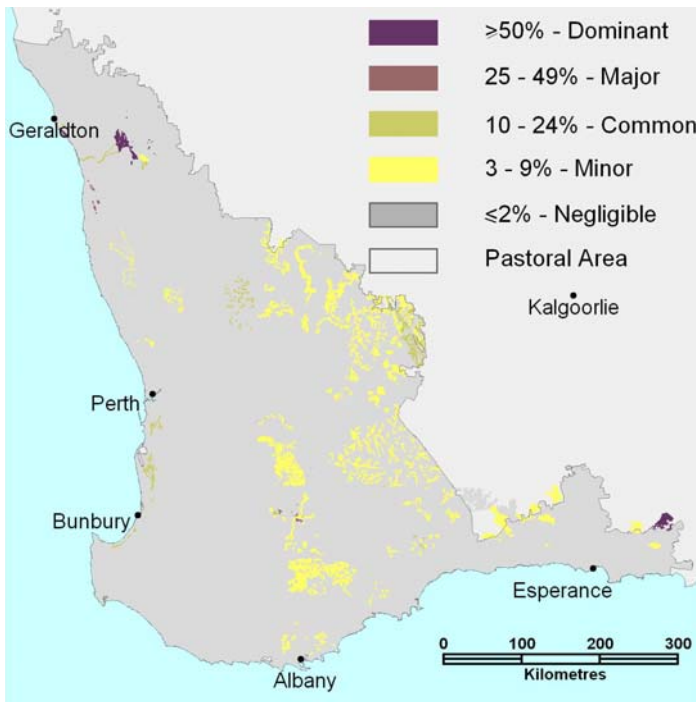 ⩾50% - Dominant
25 - 49% - Major
10 - 24% - Common
3 - 9% - Minor
⩽2% - Negligible
Pastoral Area
Geraldton
Kalgoorlie
Perth
Bunbury
Esperance
Albany
0 100 200 300
Kilometres